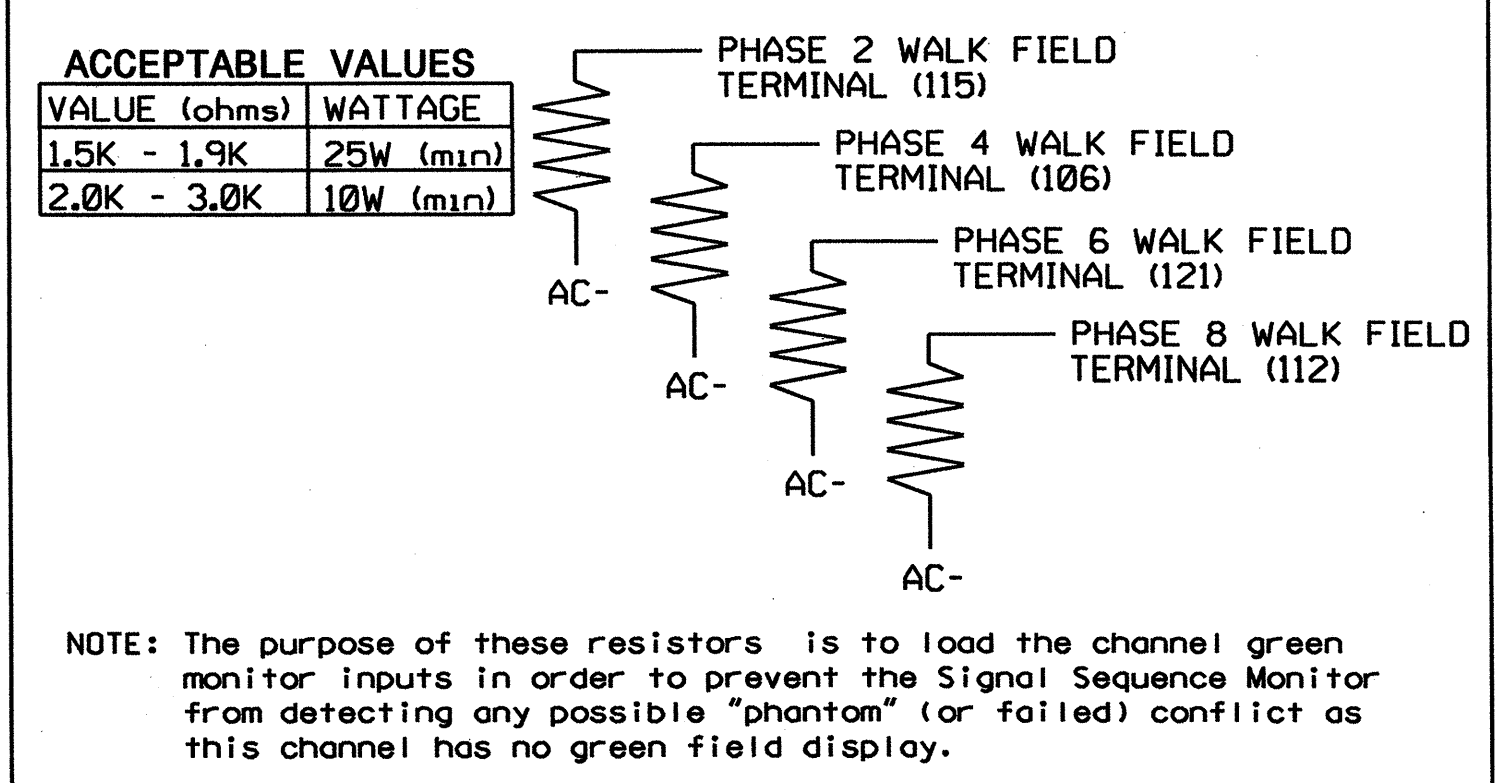 ACCEPTABLE VALUES
VALUE (ohms) WATTAGE
1.5K - 1.9K 25W (min)
2.0K - 3.0K 10W (min)
PHASE 2 WALK FIELD
TERMINAL (115)
AC-
PHASE 4 WALK FIELD
TERMINAL (106)
AC-
PHASE 6 WALK FIELD
TERMINAL (121)
AC-
PHASE 8 WALK FIELD
TERMINAL (112)
AC-
NOTE: The purpose of these resistors is to load the channel green
monitor inputs in order to prevent the Signal Sequence Monitor
from detecting any possible "phantom" (or failed) conflict as
this channel has no green field display.